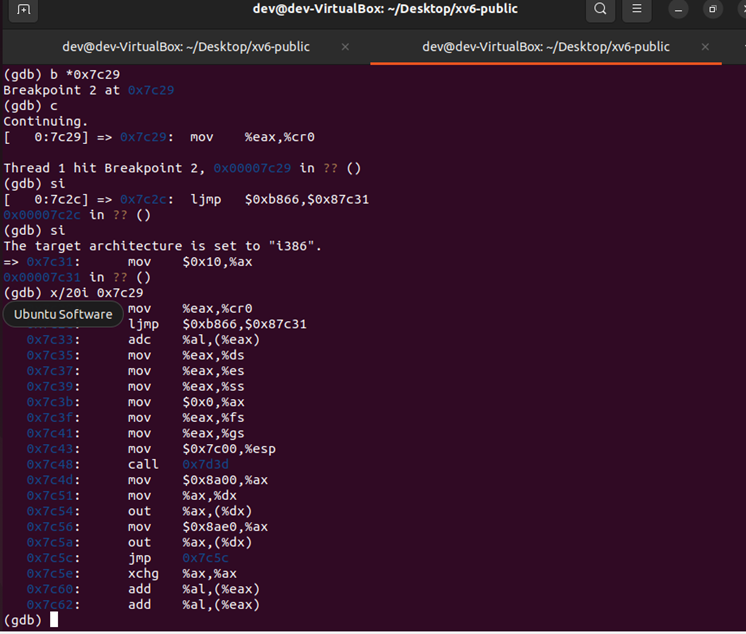 dev@dev-VirtualBox: ~/Desktop/xv6-public
dev@dev-VirtualBox: ~/Desktop/xv6-public × dev@dev-VirtualBox: ~/Desktop/xv6-public ×
(gdb) b *0x7c29
Breakpoint 2 at 0x7c29
(gdb) c
Continuing.
[   0:7c29] => 0x7c29:  mov    %eax,%cr0
Thread 1 hit Breakpoint 2, 0x00007c29 in ?? ()
(gdb) si
[   0:7c2c] => 0x7c2c:  ljmp   $0xb866,$0x87c31
0x00007c2c in ?? ()
(gdb) si
The target architecture is set to "i386".
=> 0x7c31:      mov    $0x10,%ax
0x00007c31 in ?? ()
(gdb) x/20i 0x7c29
Ubuntu Software mov    %eax,%cr0
ljmp   $0xb866,$0x87c31
0x7c33:      adc    %al,(%eax)
0x7c35:      mov    %eax,%ds
0x7c37:      mov    %eax,%es
0x7c39:      mov    %eax,%ss
0x7c3b:      mov    $0x0,%ax
0x7c3f:      mov    %eax,%fs
0x7c41:      mov    %eax,%gs
0x7c43:      mov    $0x7c00,%esp
0x7c48:      call   0x7d3d
0x7c4d:      mov    $0x8a00,%ax
0x7c51:      mov    %ax,%dx
0x7c54:      out    %ax,(%dx)
0x7c56:      mov    $0x8ae0,%ax
0x7c5a:      out    %ax,(%dx)
0x7c5c:      jmp    0x7c5c
0x7c5e:      xchg   %ax,%ax
0x7c60:      add    %al,(%eax)
0x7c62:      add    %al,(%eax)
(gdb)